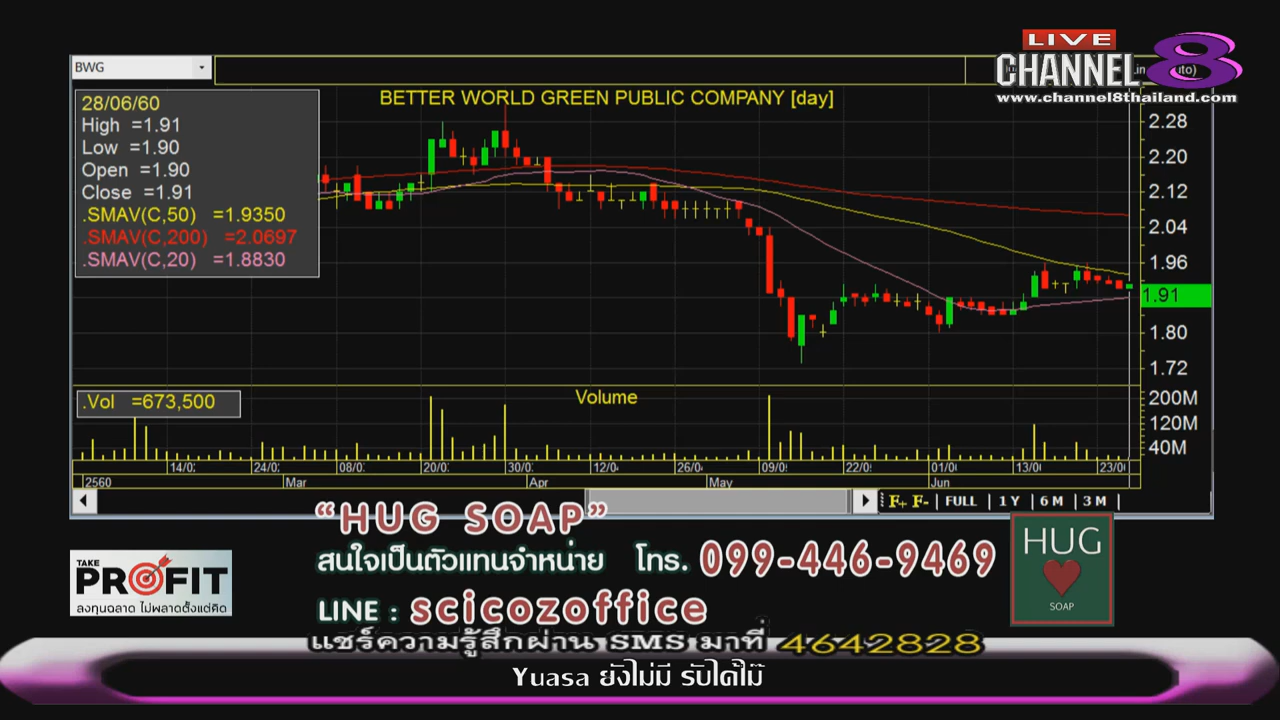 LIVE
CHANNEL 8
www.channel8thailand.com
BWG
BETTER WORLD GREEN PUBLIC COMPANY [day]
28/06/60
High =1.91
Low =1.90
Open =1.90
Close =1.91
.SMAV(C,50) =1.9350
.SMAV(C,200) =2.0697
.SMAV(C,20) =1.8830
2.28
2.20
2.12
2.04
1.96
1.91
1.80
1.72
.Vol =673,500
Volume
200M
120M
40M
14/0 24/0 08/0 20/0 30/0 12/0 26/0 09/0 22/0 01/0 13/0 23/0
2560 Mar Apr May Jun
F+ F- | FULL | 1 Y | 6 M | 3 M |
“HUG SOAP”
สนใจเป็นตัวแทนจำหน่าย โทร. 099-446-9469
LINE : scicozoffice
HUG
SOAP
TAKE
PROFIT
ลงทุนฉลาด ไม่พลาดตั้งแต่คิด
แชร์ความรู้สึกผ่าน SMS มาที่ 4642828
Yuasa ยังไม่มี รับได้ไม๊